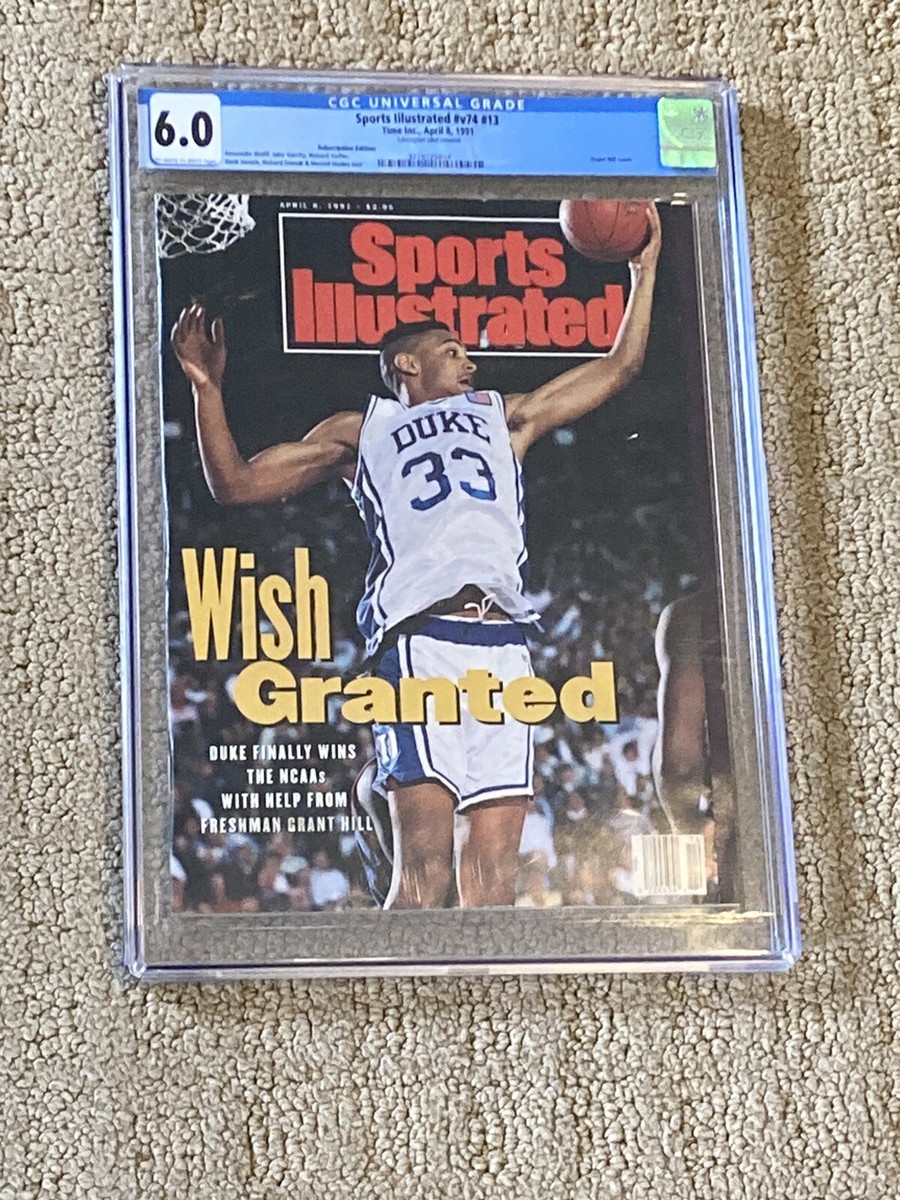 CGC UNIVERSAL GRADE
6.0
Sports Illustrated #v74 #13
Time Inc., April 8, 1991
Subscription Edition
APRIL 8, 1991 · $2.95
Sports
Illustrated
DUKE
33
Wish
Granted
DUKE FINALLY WINS
THE NCAAs
WITH HELP FROM
FRESHMAN GRANT HILL